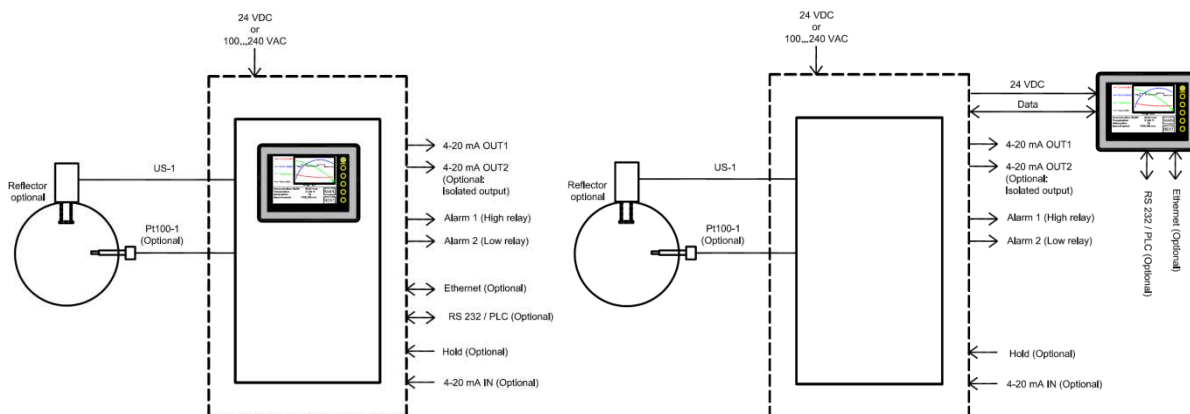 24 VDC
or
100...240 VAC
US-1
Reflector
optional
Pt100-1
(Optional)
4-20 mA OUT1
4-20 mA OUT2
(Optional:
Isolated output)
Alarm 1 (High relay)
Alarm 2 (Low relay)
Ethernet (Optional)
RS 232 / PLC (Optional)
Hold (Optional)
4-20 mA IN (Optional)
24 VDC
or
100...240 VAC
US-1
Reflector
optional
Pt100-1
(Optional)
24 VDC
Data
4-20 mA OUT1
4-20 mA OUT2
(Optional:
Isolated output)
Alarm 1 (High relay)
Alarm 2 (Low relay)
RS 232 / PLC (Optional)
Ethernet (Optional)
Hold (Optional)
4-20 mA IN (Optional)